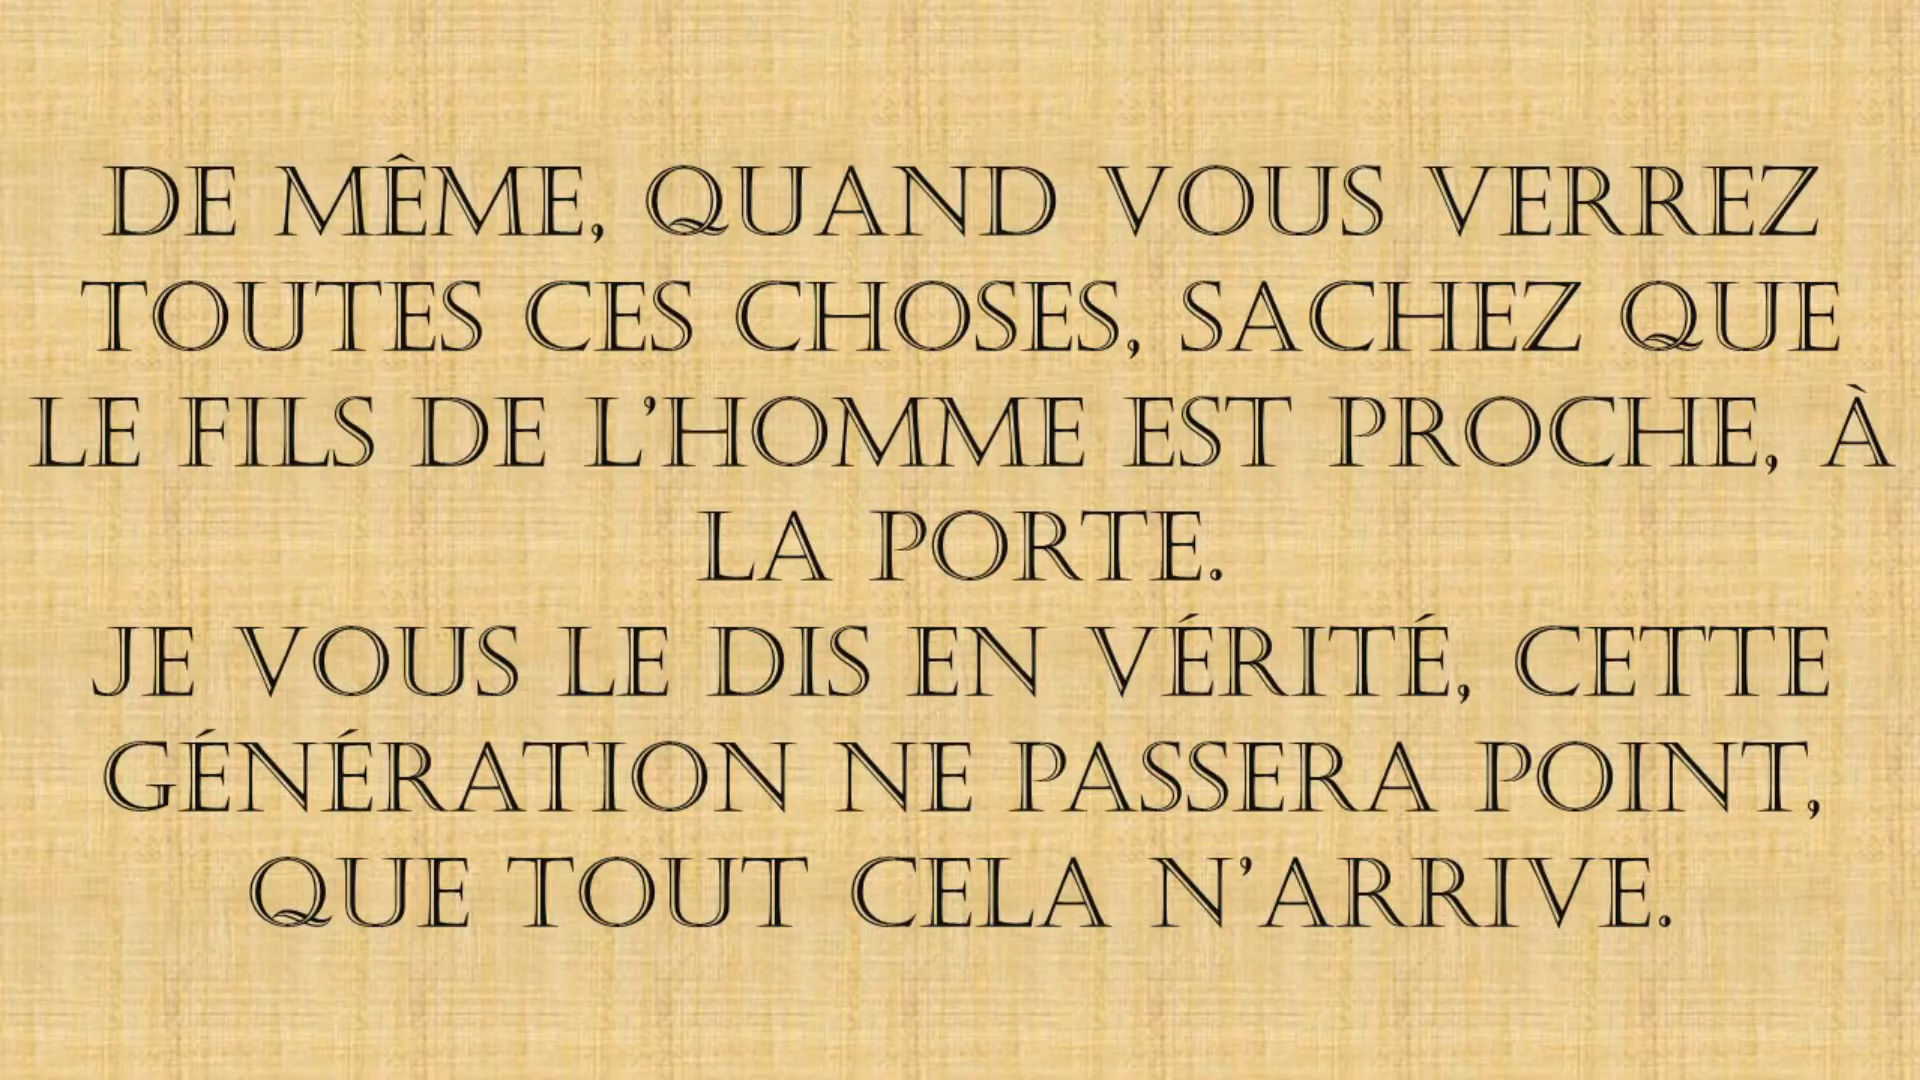 DE MÊME, QUAND VOUS VERREZ
TOUTES CES CHOSES, SACHEZ QUE
LE FILS DE L’HOMME EST PROCHE, À
LA PORTE.
JE VOUS LE DIS EN VÉRITÉ, CETTE
GÉNÉRATION NE PASSERA POINT,
QUE TOUT CELA N’ARRIVE.